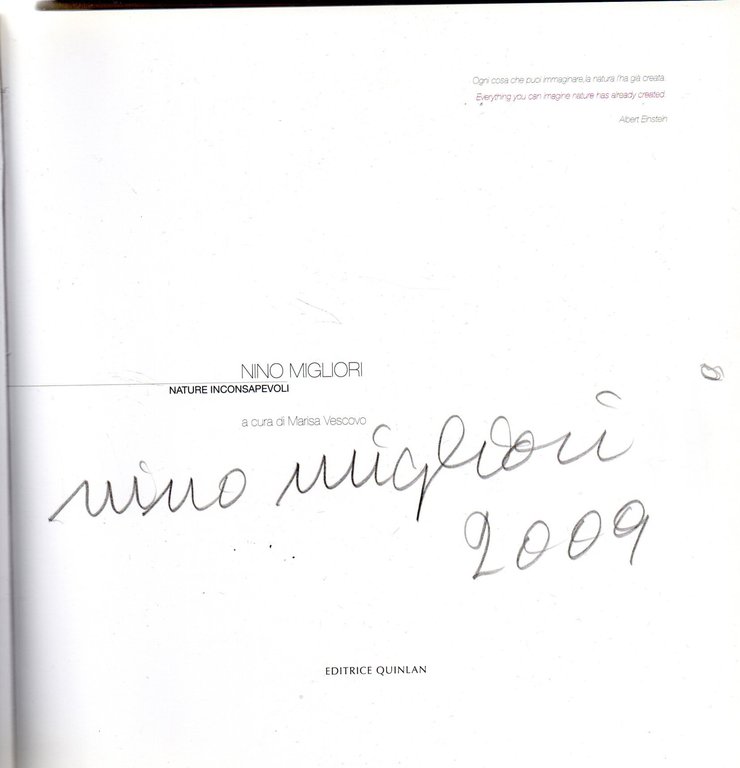 Ogni cosa che puoi immaginare, la natura l'ha già creata.
Everything you can imagine nature has already created.
Albert Einstein
NINO MIGLIORI
NATURE INCONSAPEVOLI
a cura di Marisa Vescovo
nino migliori
2009
EDITRICE QUINLAN